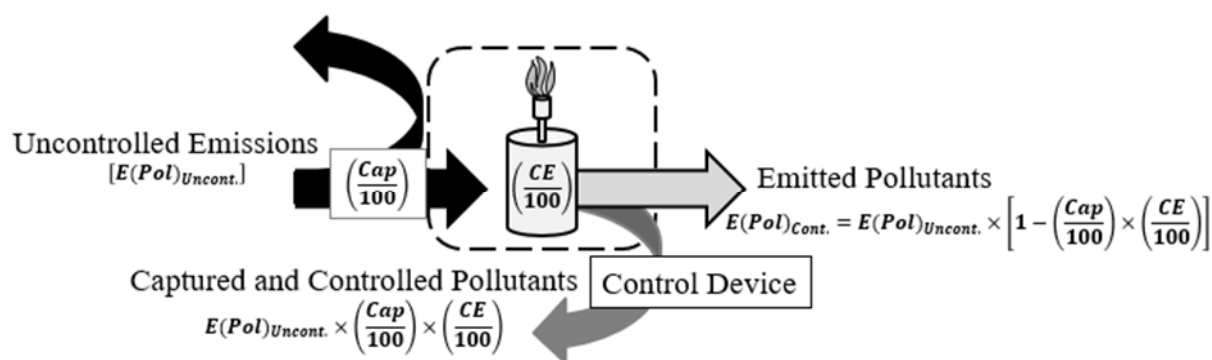 Uncontrolled Emissions
[E(Pol)Uncont.]
(Cap/100)
(CE/100)
Emitted Pollutants
E(Pol)Cont. = E(Pol)Uncont. × [1 − (Cap/100) × (CE/100)]
Captured and Controlled Pollutants
E(Pol)Uncont. × (Cap/100) × (CE/100)
Control Device